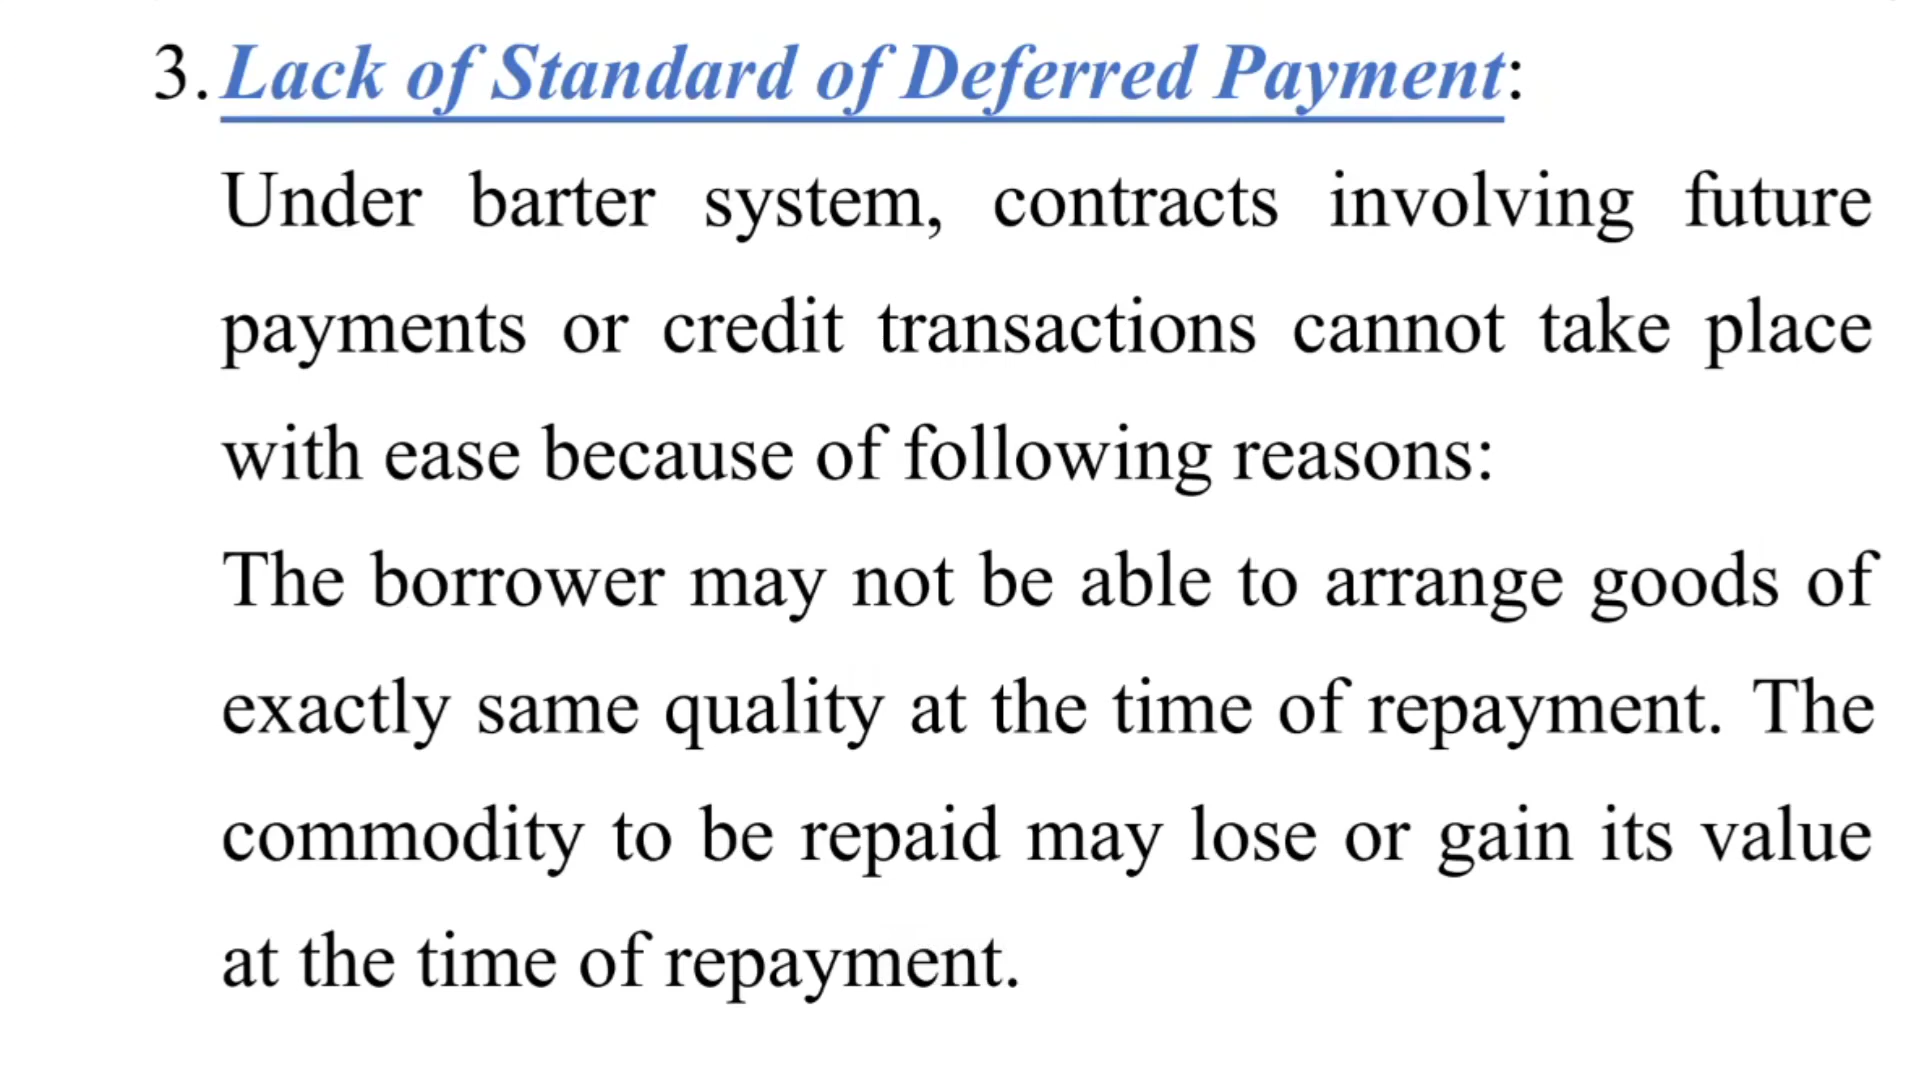 3. Lack of Standard of Deferred Payment:
Under barter system, contracts involving future
payments or credit transactions cannot take place
with ease because of following reasons:
The borrower may not be able to arrange goods of
exactly same quality at the time of repayment. The
commodity to be repaid may lose or gain its value
at the time of repayment.